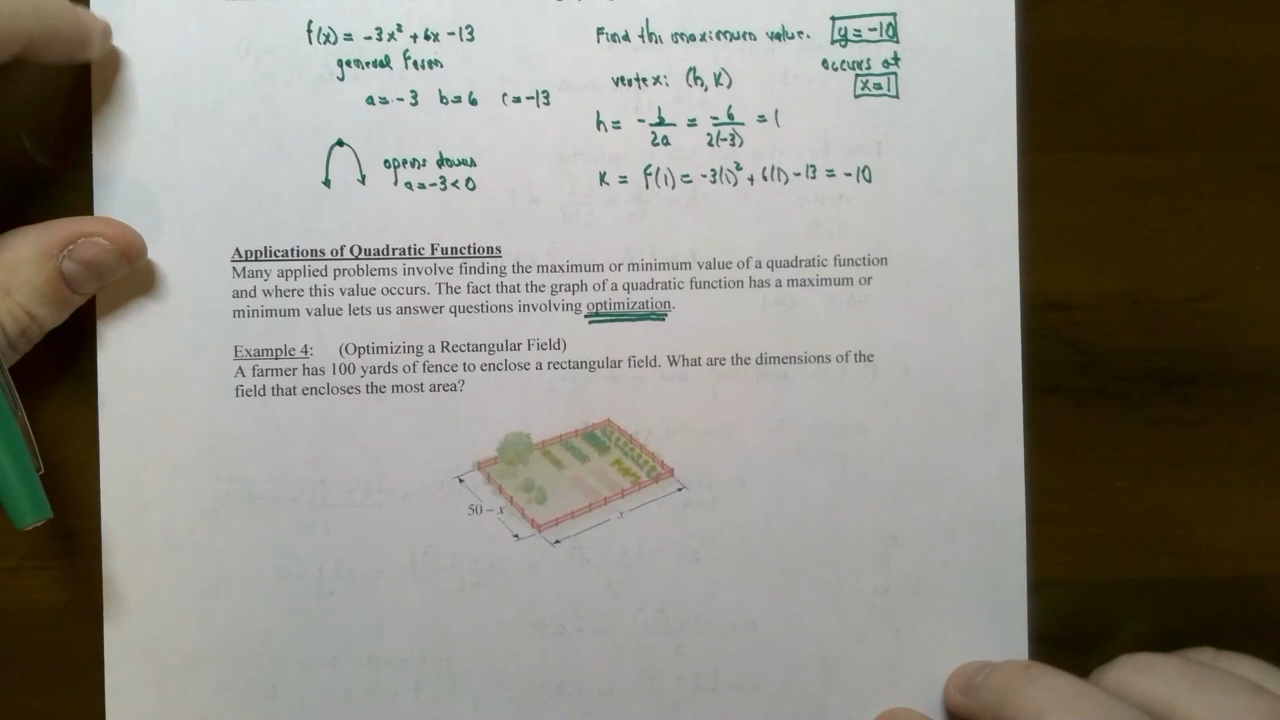 f(x) = -3x² + 6x - 13
general form
a = -3 b = 6 c = -13
opens down
a = -3 < 0
Find the maximum value. y = -10
occurs at
x = 1
vertex: (h, k)
h = -b/2a = -6/2(-3) = 1
k = f(1) = -3(1)² + 6(1) - 13 = -10
Applications of Quadratic Functions
Many applied problems involve finding the maximum or minimum value of a quadratic function
and where this value occurs. The fact that the graph of a quadratic function has a maximum or
minimum value lets us answer questions involving optimization.
Example 4: (Optimizing a Rectangular Field)
A farmer has 100 yards of fence to enclose a rectangular field. What are the dimensions of the
field that encloses the most area?
50 - x
x